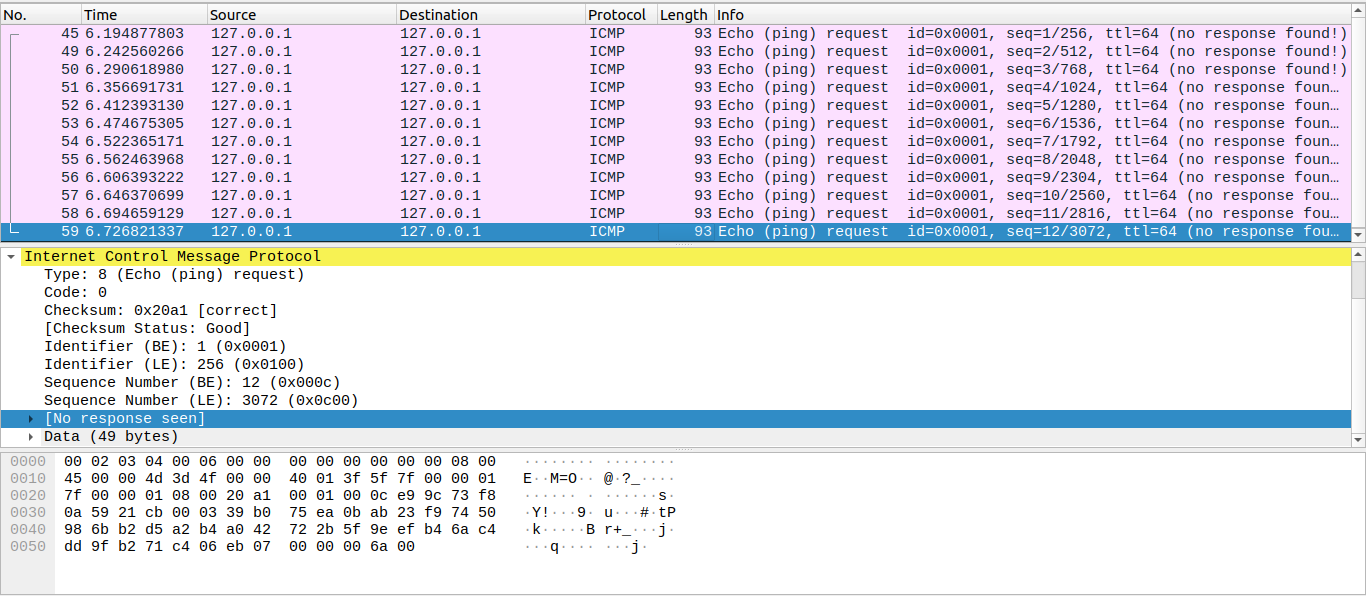 No. Time Source Destination Protocol Length Info
45 6.194877803 127.0.0.1 127.0.0.1 ICMP 93 Echo (ping) request id=0x0001, seq=1/256, ttl=64 (no response found!)
49 6.242560266 127.0.0.1 127.0.0.1 ICMP 93 Echo (ping) request id=0x0001, seq=2/512, ttl=64 (no response found!)
50 6.290618980 127.0.0.1 127.0.0.1 ICMP 93 Echo (ping) request id=0x0001, seq=3/768, ttl=64 (no response found!)
51 6.356691731 127.0.0.1 127.0.0.1 ICMP 93 Echo (ping) request id=0x0001, seq=4/1024, ttl=64 (no response foun…
52 6.412393130 127.0.0.1 127.0.0.1 ICMP 93 Echo (ping) request id=0x0001, seq=5/1280, ttl=64 (no response foun…
53 6.474675305 127.0.0.1 127.0.0.1 ICMP 93 Echo (ping) request id=0x0001, seq=6/1536, ttl=64 (no response foun…
54 6.522365171 127.0.0.1 127.0.0.1 ICMP 93 Echo (ping) request id=0x0001, seq=7/1792, ttl=64 (no response foun…
55 6.562463968 127.0.0.1 127.0.0.1 ICMP 93 Echo (ping) request id=0x0001, seq=8/2048, ttl=64 (no response foun…
56 6.606393222 127.0.0.1 127.0.0.1 ICMP 93 Echo (ping) request id=0x0001, seq=9/2304, ttl=64 (no response foun…
57 6.646370699 127.0.0.1 127.0.0.1 ICMP 93 Echo (ping) request id=0x0001, seq=10/2560, ttl=64 (no response fou…
58 6.694659129 127.0.0.1 127.0.0.1 ICMP 93 Echo (ping) request id=0x0001, seq=11/2816, ttl=64 (no response fou…
59 6.726821337 127.0.0.1 127.0.0.1 ICMP 93 Echo (ping) request id=0x0001, seq=12/3072, ttl=64 (no response fou…
Internet Control Message Protocol
Type: 8 (Echo (ping) request)
Code: 0
Checksum: 0x20a1 [correct]
[Checksum Status: Good]
Identifier (BE): 1 (0x0001)
Identifier (LE): 256 (0x0100)
Sequence Number (BE): 12 (0x000c)
Sequence Number (LE): 3072 (0x0c00)
[No response seen]
Data (49 bytes)
0000 00 02 03 04 00 06 00 00 00 00 00 00 00 00 08 00 ········ ········
0010 45 00 00 4d 3d 4f 00 00 40 01 3f 5f 7f 00 00 01 E··M=O·· @·?_····
0020 7f 00 00 01 08 00 20 a1 00 01 00 0c e9 9c 73 f8 ······ · ······s·
0030 0a 59 21 cb 00 03 39 b0 75 ea 0b ab 23 f9 74 50 ·Y!···9· u···#·tP
0040 98 6b b2 d5 a2 b4 a0 42 72 2b 5f 9e ef b4 6a c4 ·k·····B r+_···j·
0050 dd 9f b2 71 c4 06 eb 07 00 00 00 6a 00 ···q···· ···j·